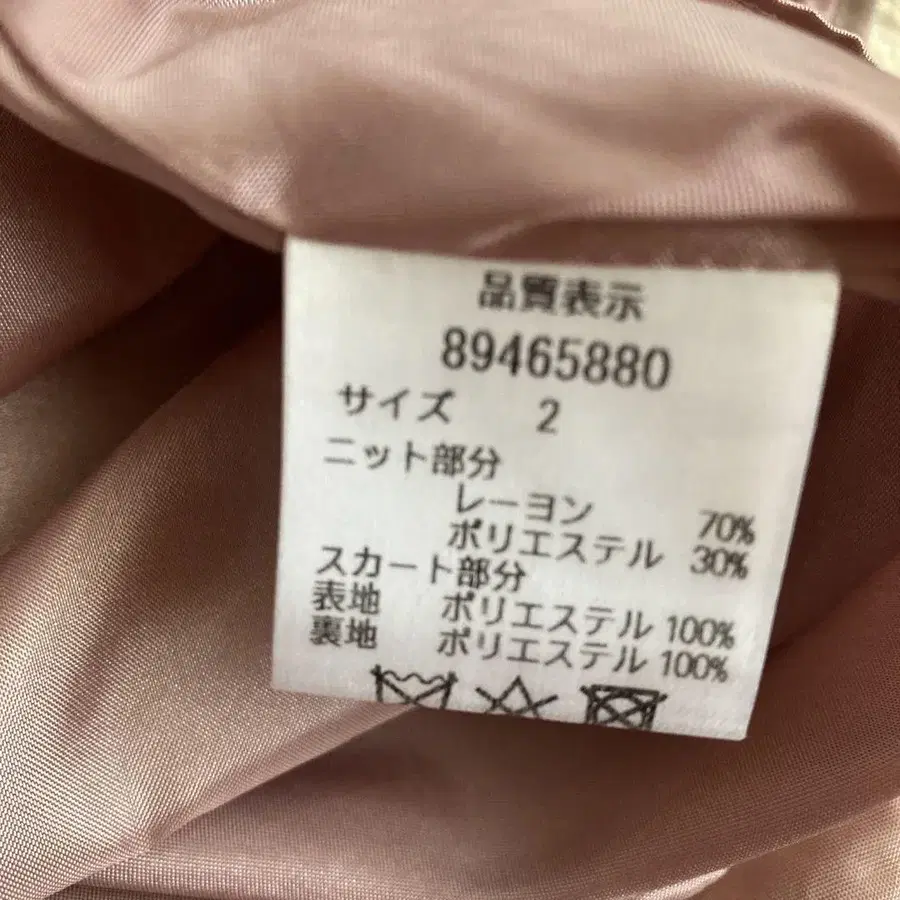 品質表示
89465880
サイズ 2
ニット部分
レーヨン 70%
ポリエステル 30%
スカート部分
表地 ポリエステル 100%
裏地 ポリエステル 100%